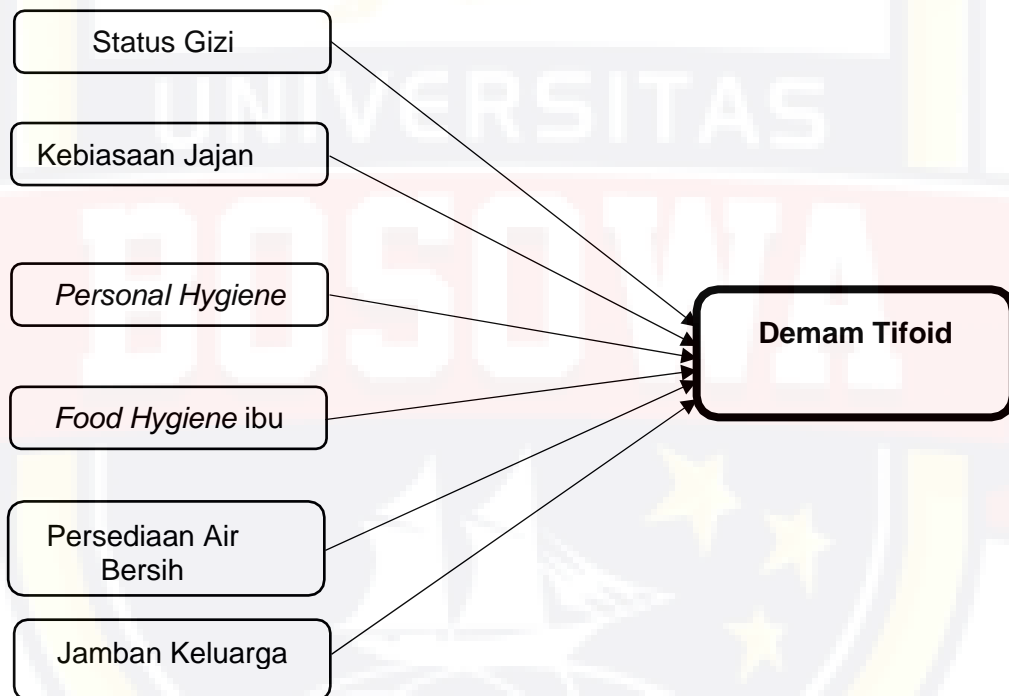 UNIVERSITAS
BOSOWA
Status Gizi
Kebiasaan Jajan
Personal Hygiene
Food Hygiene ibu
Persediaan Air
Bersih
Jamban Keluarga
Demam Tifoid